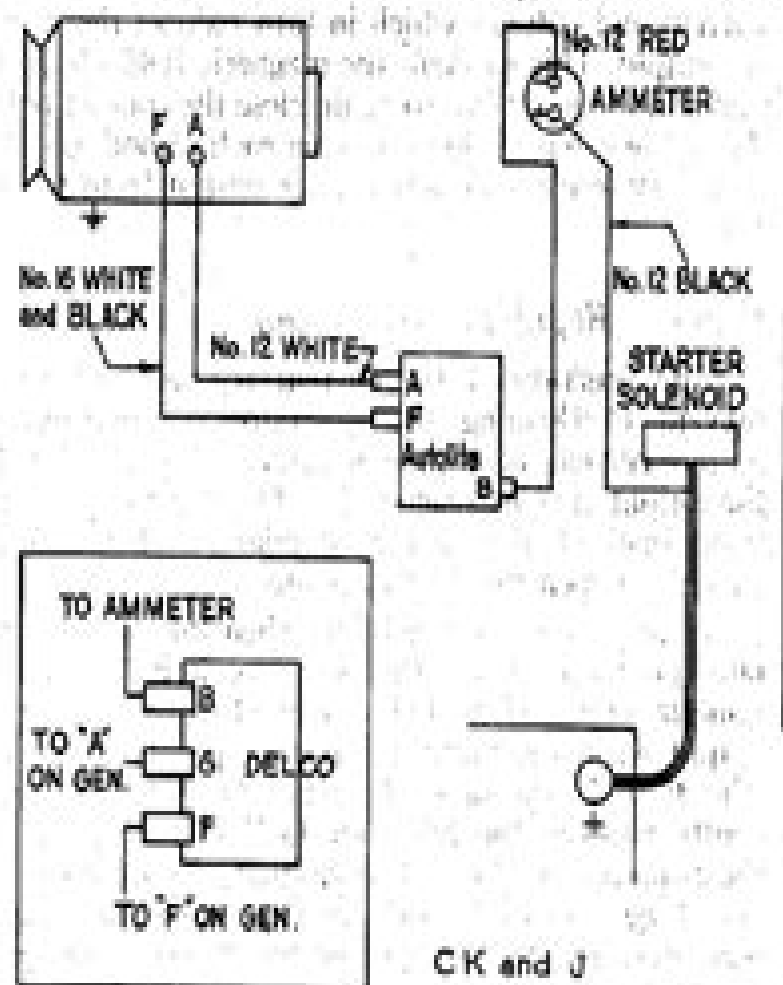 No.12 RED
AMMETER
F A
No.16 WHITE
and BLACK
No.12 BLACK
No.12 WHITE
A
F
Autolite
B
STARTER
SOLENOID
TO AMMETER
B
TO "A"
ON GEN.
G
DELCO
F
TO "F" ON GEN.
+
CK and J